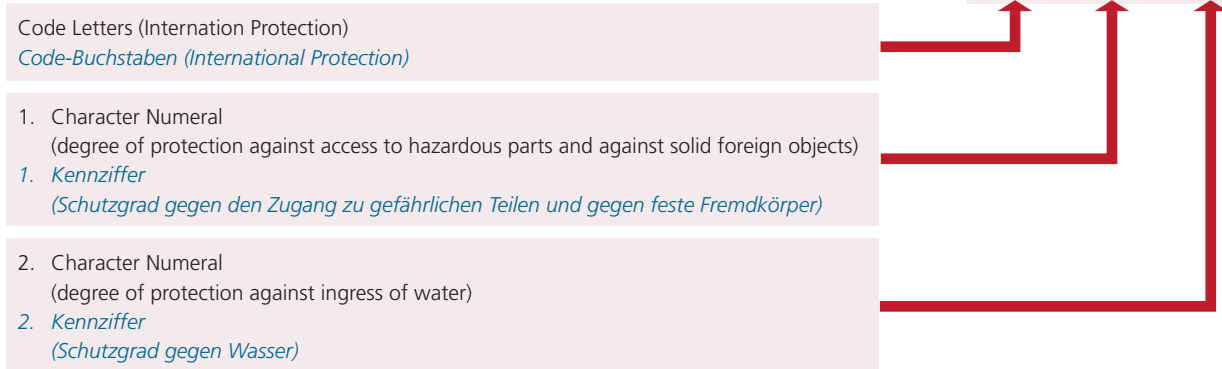 Code Letters (Internation Protection)
Code-Buchstaben (International Protection)
1. Character Numeral
(degree of protection against access to hazardous parts and against solid foreign objects)
1. Kennziffer
(Schutzgrad gegen den Zugang zu gefährlichen Teilen und gegen feste Fremdkörper)
2. Character Numeral
(degree of protection against ingress of water)
2. Kennziffer
(Schutzgrad gegen Wasser)